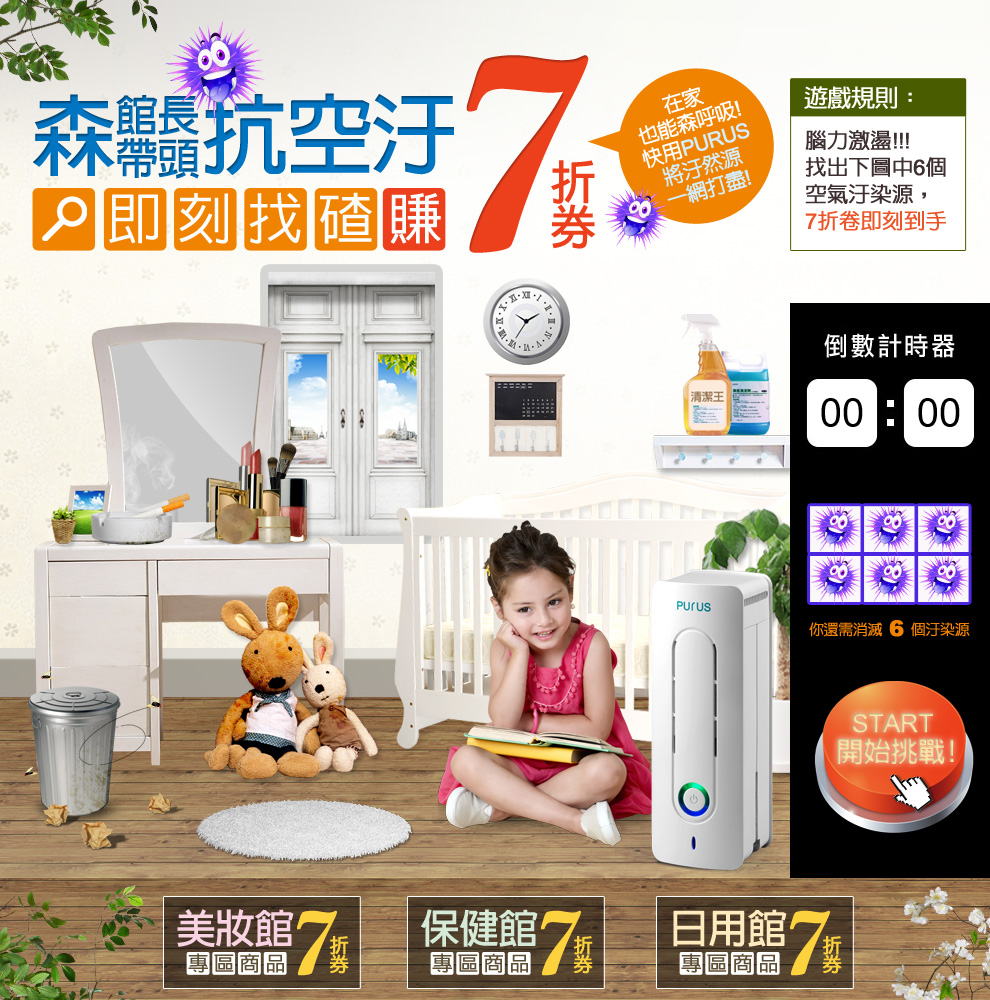 森館長帶頭抗空汙
7折券
即刻找碴賺
在家
也能森呼吸!
快用PURUS
將汙然源
一網打盡!
遊戲規則：
腦力激盪!!!
找出下圖中6個
空氣汙染源，
7折卷即刻到手
倒數計時器
00:00
清潔王
你還需消滅 6 個汙染源
PURUS
START
開始挑戰!
美妝館7折券
專區商品
保健館7折券
專區商品
日用館7折券
專區商品